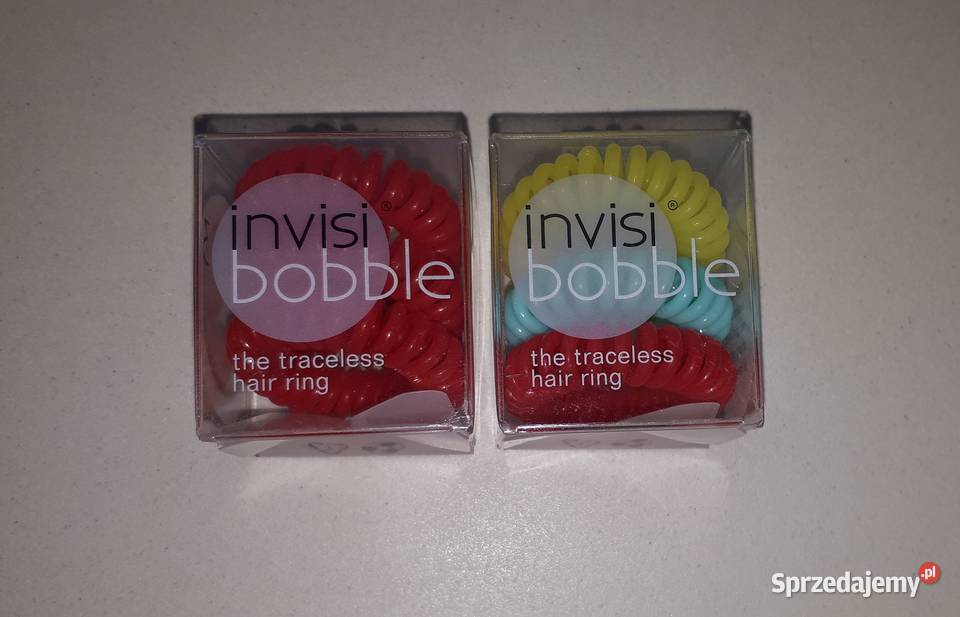 invisi®
bobble
the traceless
hair ring
invisi®
bobble
the traceless
hair ring
Sprzedajemy.pl